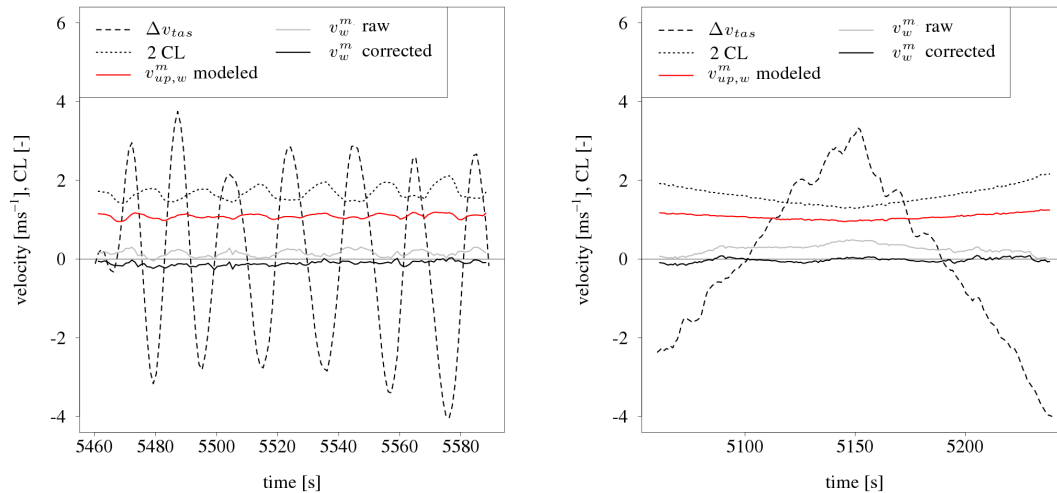 6
4
2
0
-2
-4
velocity [ms⁻¹], CL [-]
Δv_tas
2 CL
v^m_up,w modeled
v^m_w raw
v^m_w corrected
5460 5480 5500 5520 5540 5560 5580
time [s]
6
4
2
0
-2
-4
velocity [ms⁻¹], CL [-]
Δv_tas
2 CL
v^m_up,w modeled
v^m_w raw
v^m_w corrected
5100 5150 5200
time [s]